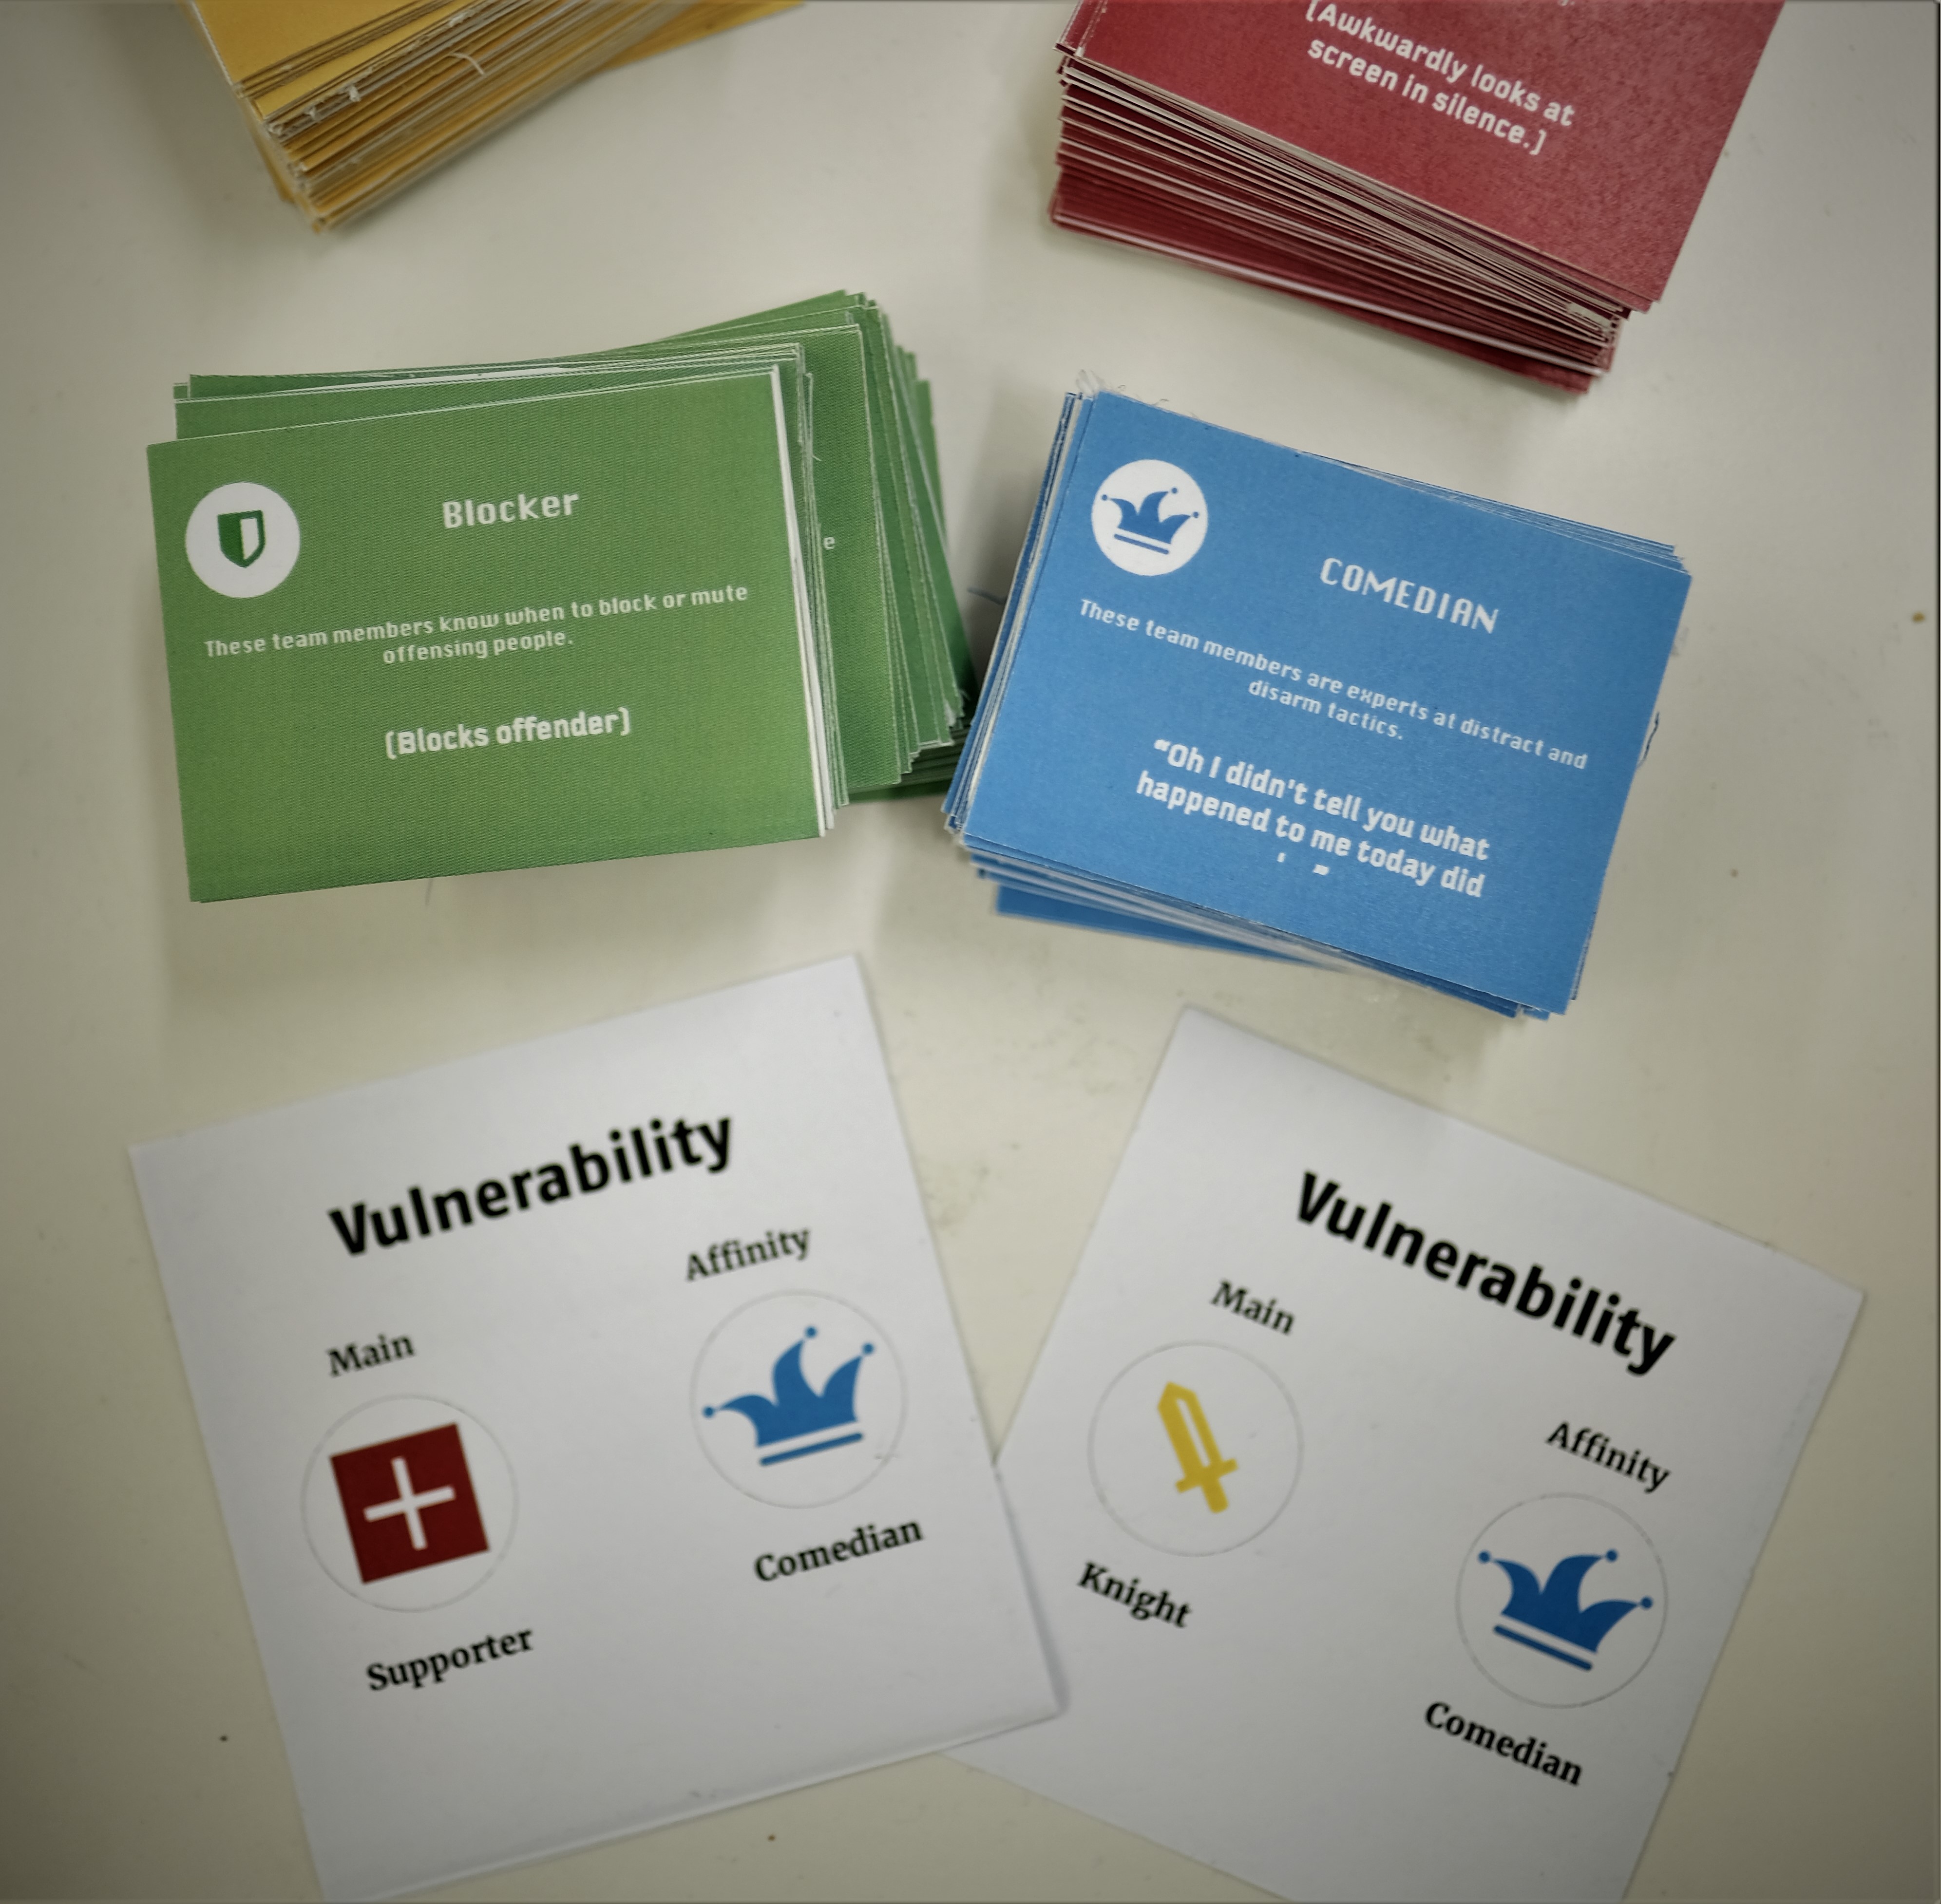 (Awkwardly looks at
screen in silence.)
Blocker
These team members know when to block or mute
offensing people.
(Blocks offender)
e
COMEDIAN
These team members are experts at distract and
disarm tactics.
“Oh I didn't tell you what
happened to me today did
' ”
Vulnerability
Affinity
Main
Comedian
Supporter
Vulnerability
Main
Affinity
Knight
Comedian